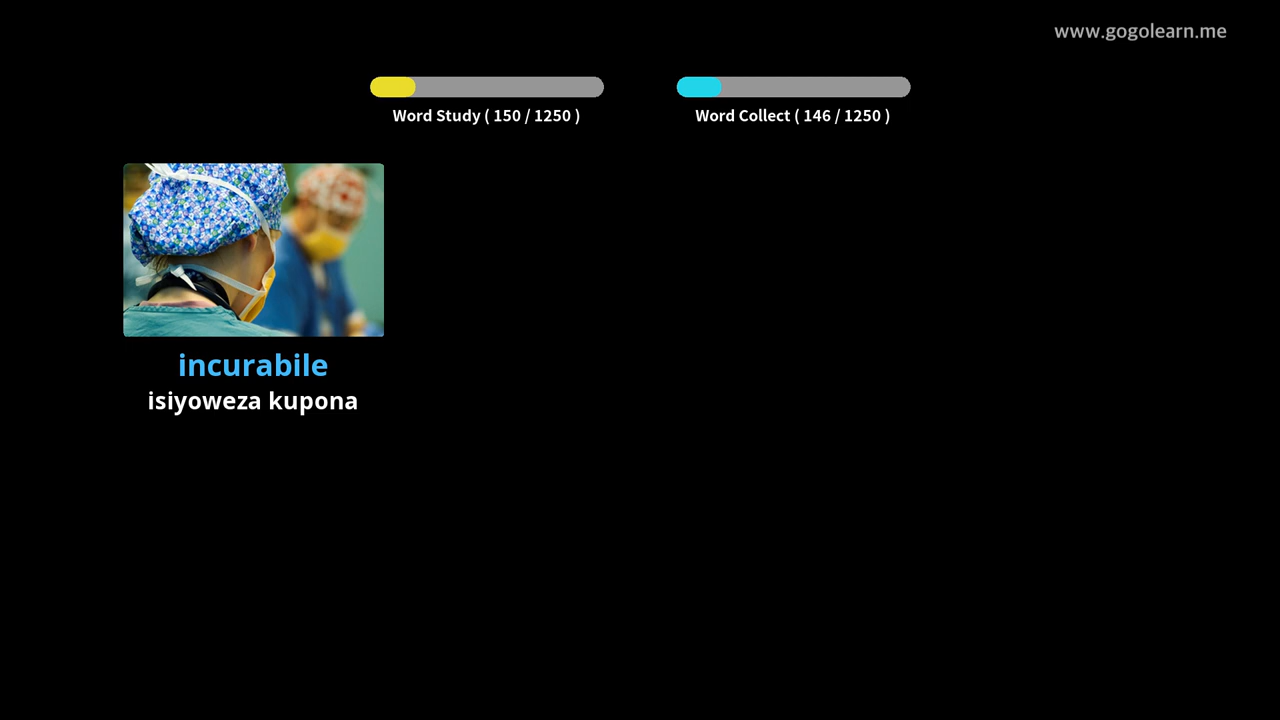 www.gogolearn.me
Word Study ( 150 / 1250 )
Word Collect ( 146 / 1250 )
incurabile
isiyoweza kupona